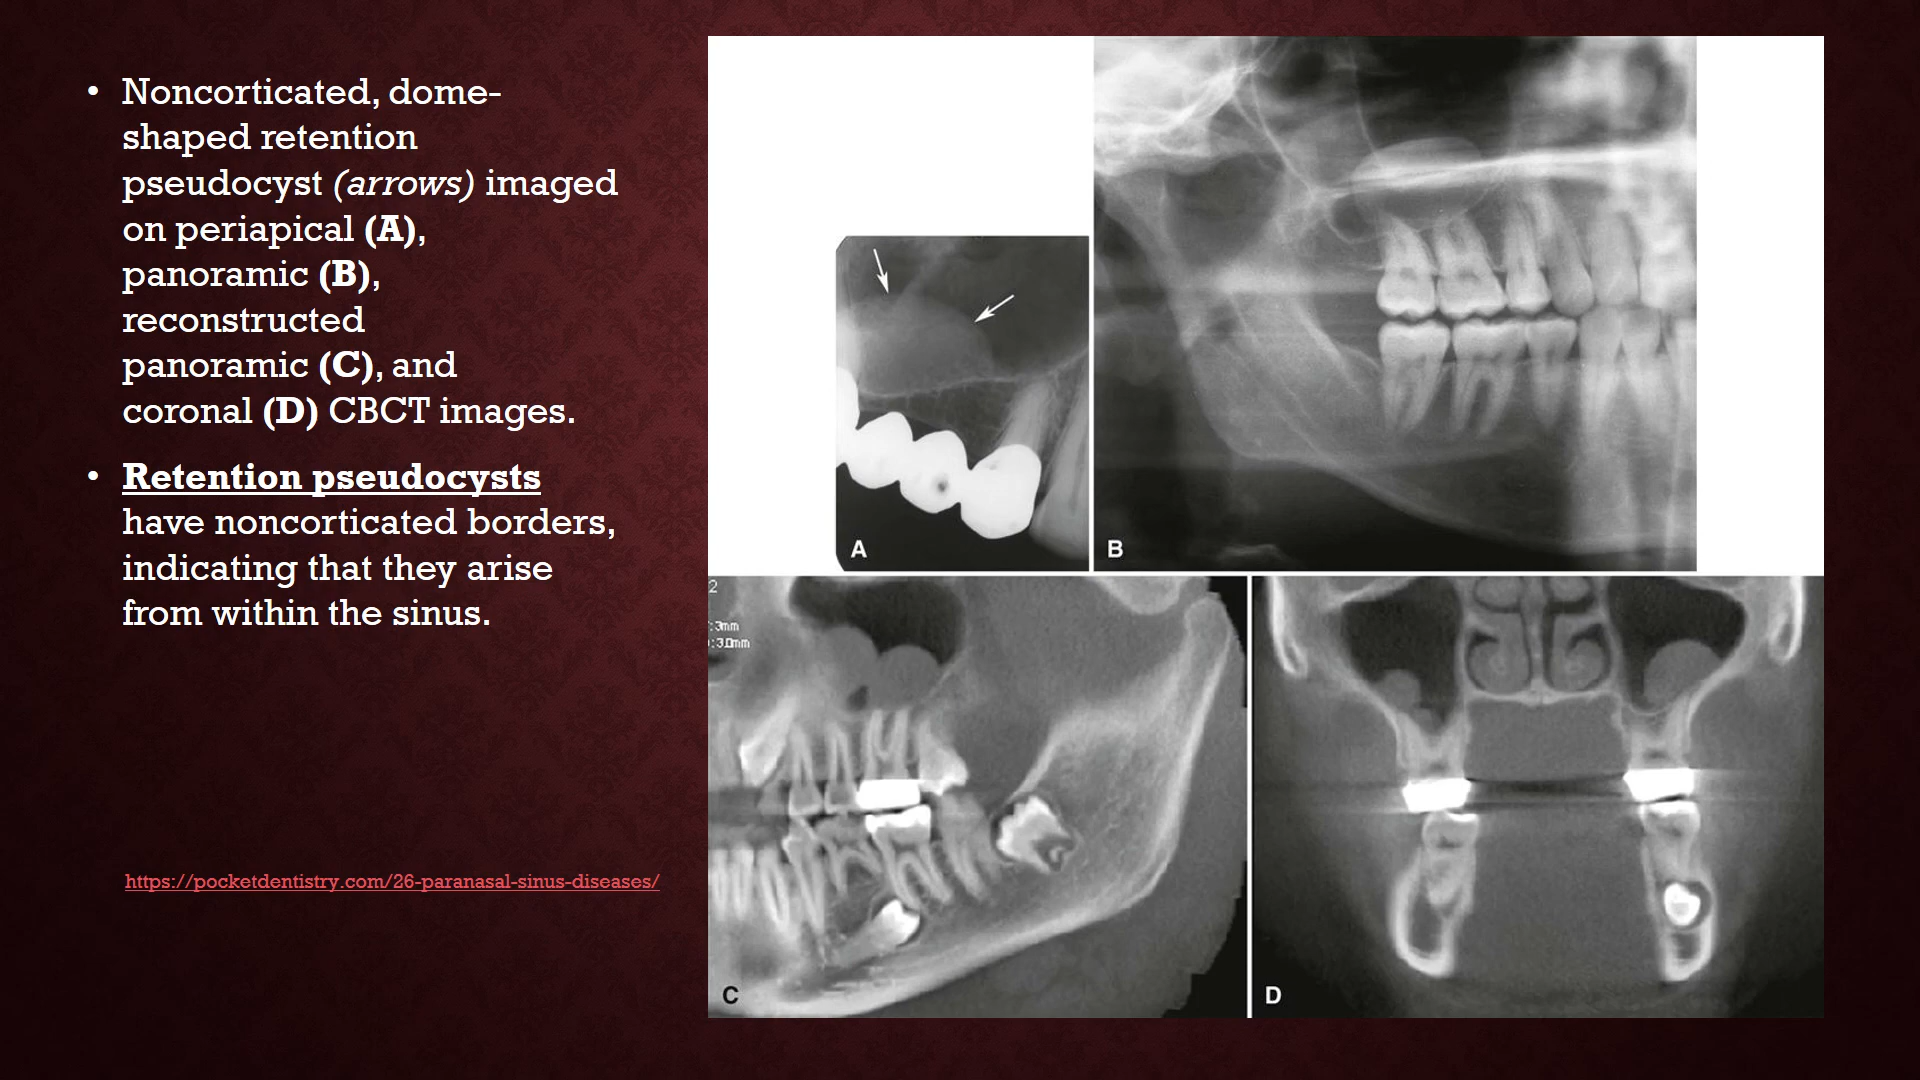 • Noncorticated, dome-
shaped retention
pseudocyst (arrows) imaged
on periapical (A),
panoramic (B),
reconstructed
panoramic (C), and
coronal (D) CBCT images.
• Retention pseudocysts
have noncorticated borders,
indicating that they arise
from within the sinus.
https://pocketdentistry.com/26-paranasal-sinus-diseases/
A
B
2
:3mm
:3.0mm
C
D